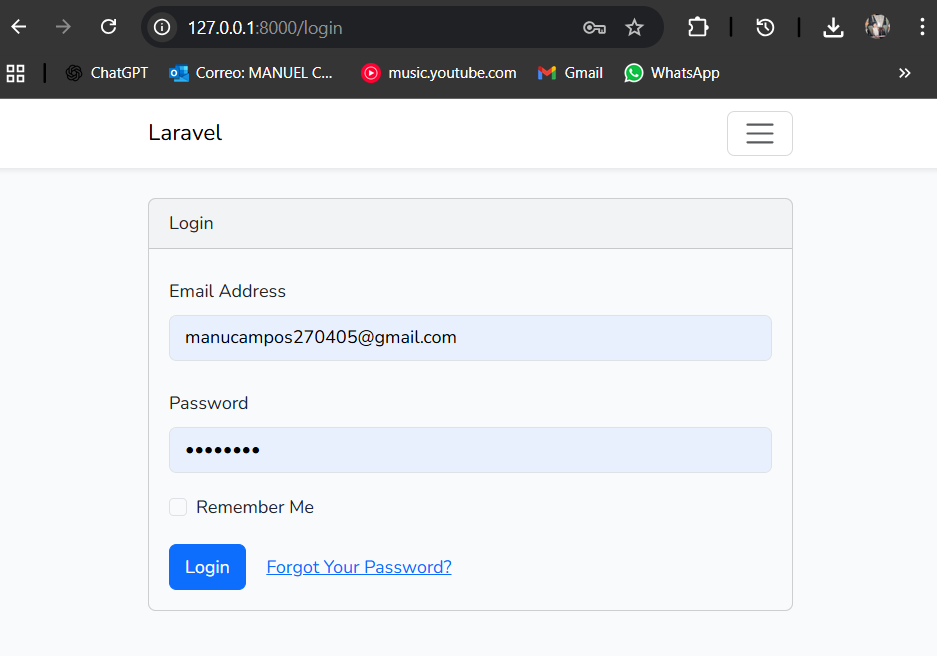 127.0.0.1:8000/login
ChatGPT Correo: MANUEL C... music.youtube.com Gmail WhatsApp
Laravel
Login
Email Address
manucampos270405@gmail.com
Password
••••••••
Remember Me
Login Forgot Your Password?